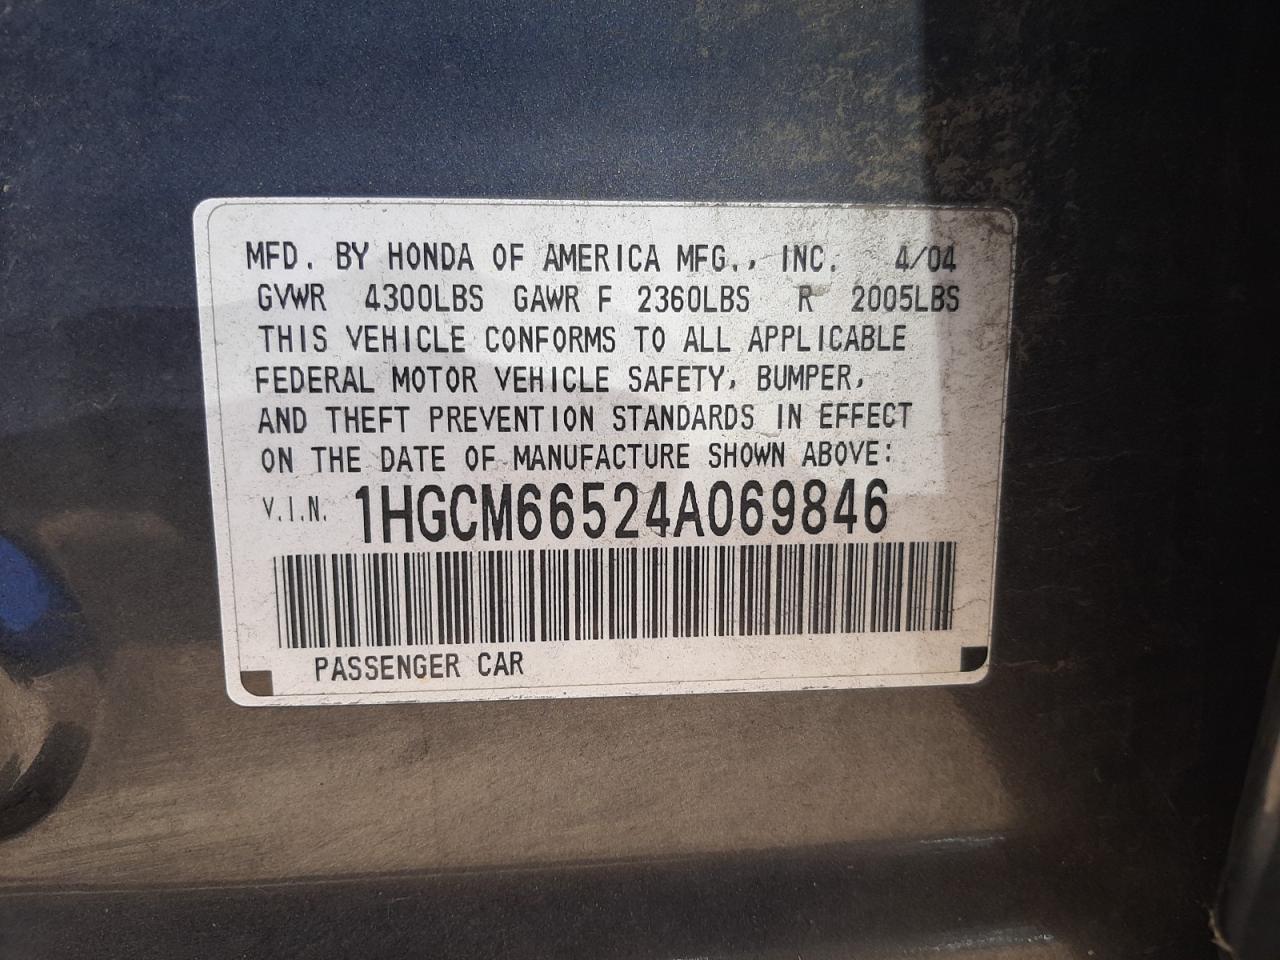 MFD. BY HONDA OF AMERICA MFG., INC. 4/04
GVWR 4300LBS GAWR F 2360LBS R 2005LBS
THIS VEHICLE CONFORMS TO ALL APPLICABLE
FEDERAL MOTOR VEHICLE SAFETY, BUMPER,
AND THEFT PREVENTION STANDARDS IN EFFECT
ON THE DATE OF MANUFACTURE SHOWN ABOVE:
V.I.N. 1HGCM66524A069846
PASSENGER CAR